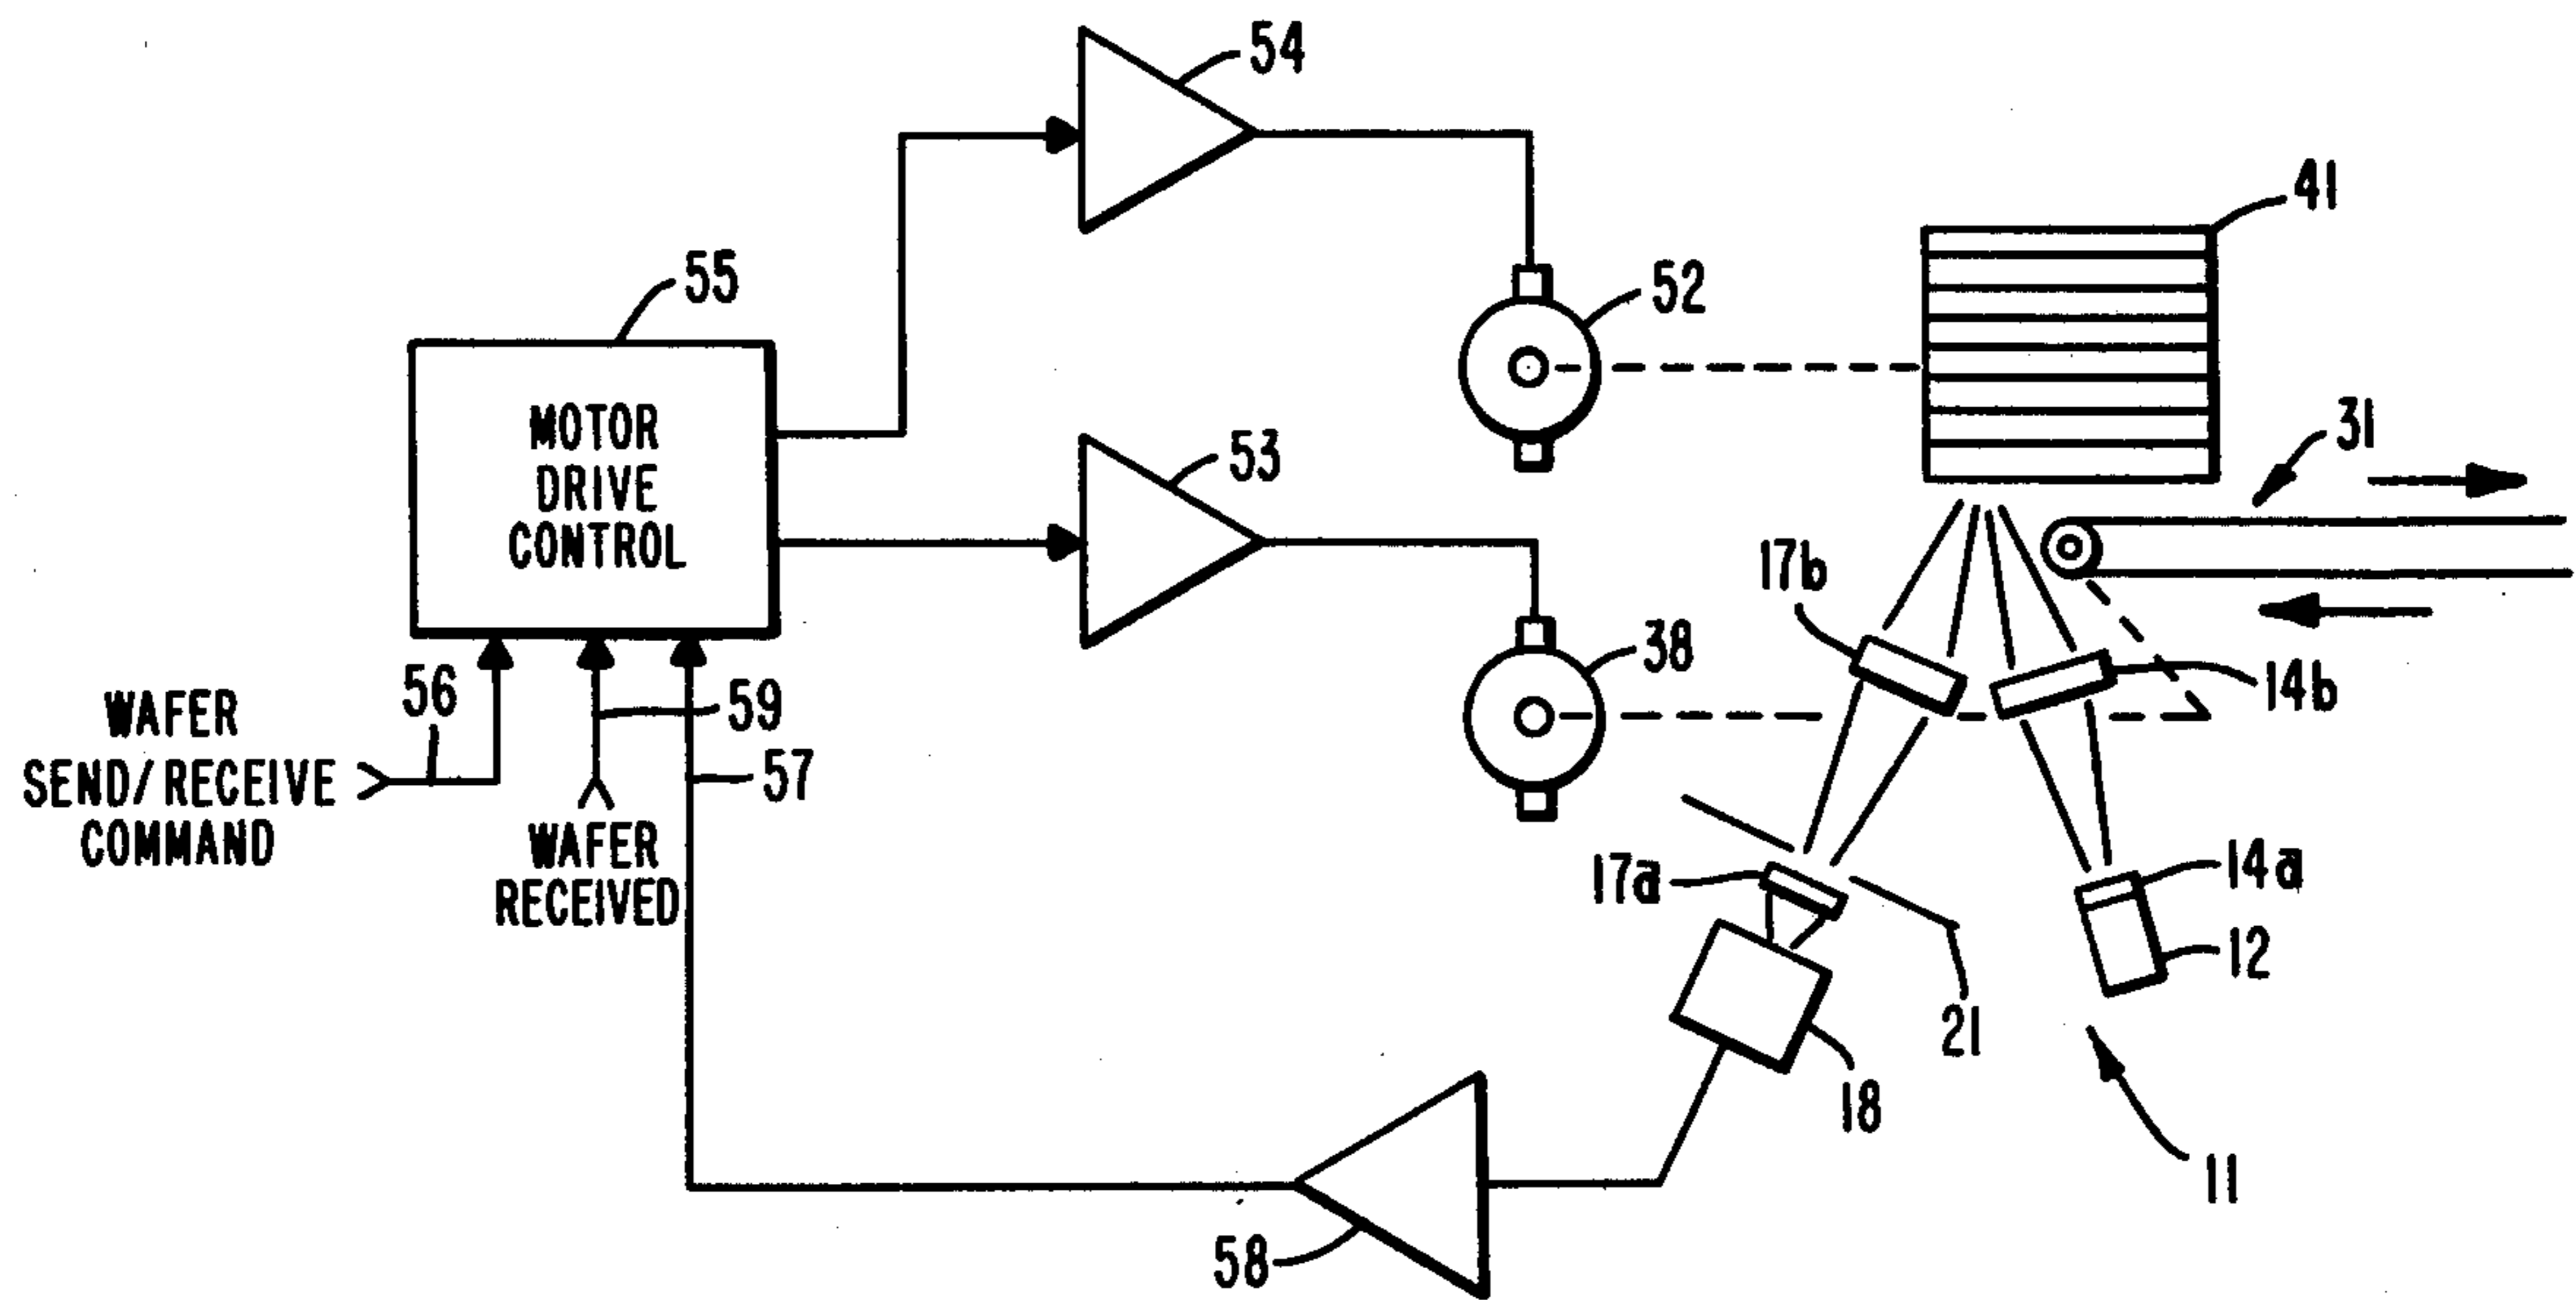 54
41
55
52
31
MOTOR
DRIVE
CONTROL
53
17b
38
14b
56
59
WAFER
SEND/RECEIVE
COMMAND
57
WAFER
RECEIVED
17a
14a
12
21
18
11
58